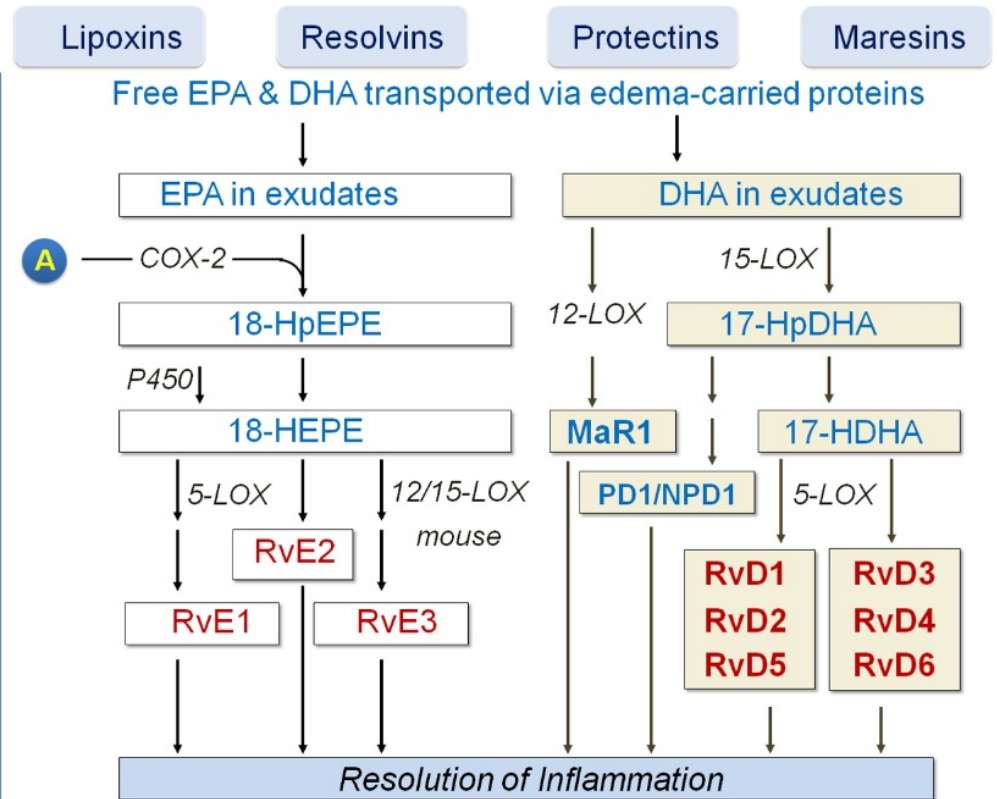 Lipoxins
Resolvins
Protectins
Maresins
Free EPA & DHA transported via edema-carried proteins
EPA in exudates
DHA in exudates
A
COX-2
15-LOX
12-LOX
18-HpEPE
17-HpDHA
P450
18-HEPE
MaR1
17-HDHA
5-LOX
12/15-LOX
mouse
PD1/NPD1
5-LOX
RvE2
RvE1
RvE3
RvD1
RvD2
RvD5
RvD3
RvD4
RvD6
Resolution of Inflammation